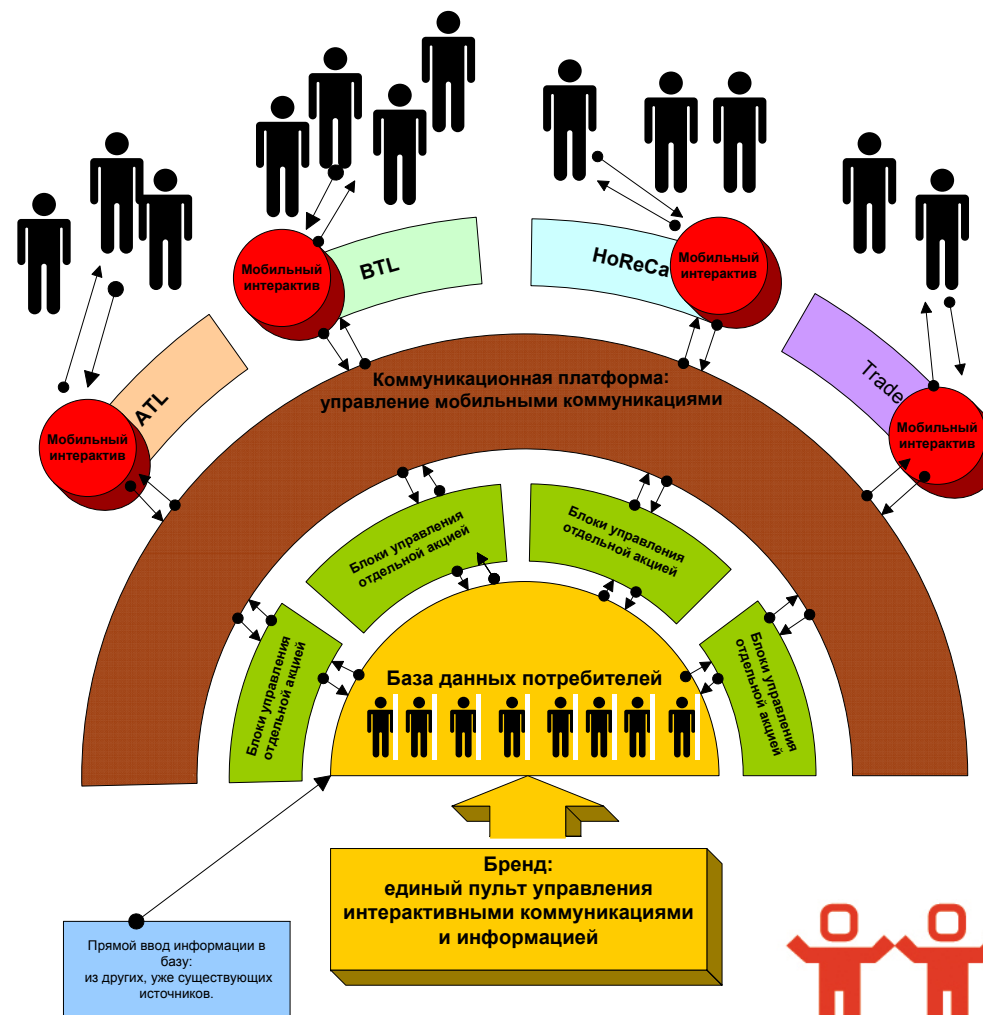 BTL
HoReCa
Мобильный
интерактив
Мобильный
интерактив
ATL
Trade
Мобильный
интерактив
Мобильный
интерактив
Коммуникационная платформа:
управление мобильными коммуникациями
Блоки управления
отдельной акцией
Блоки управления
отдельной акцией
Блоки управления
отдельной акцией
Блоки управления
отдельной акцией
База данных потребителей
Бренд:
единый пульт управления
интерактивными коммуникациями
и информацией
Прямой ввод информации в
базу:
из других, уже существующих
источников.